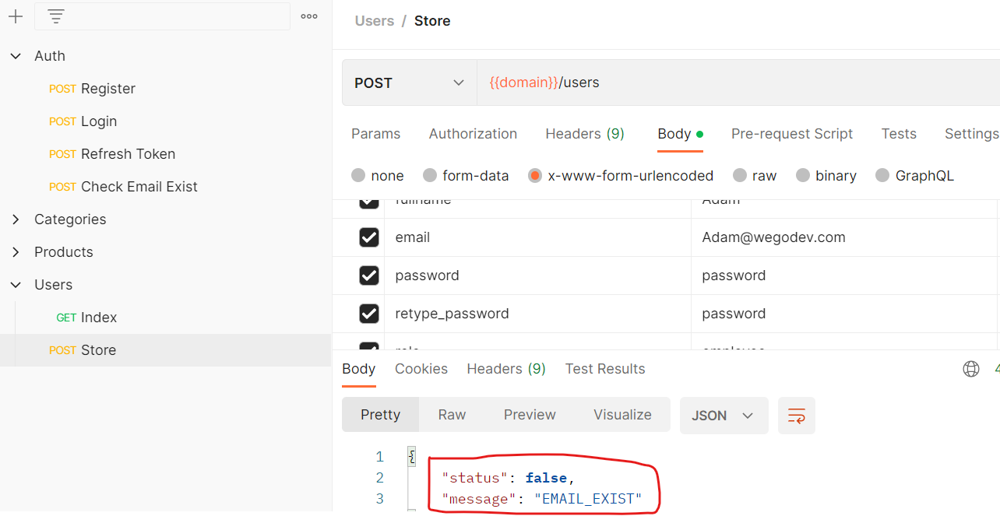 Users / Store
Auth
POST Register
POST Login
POST Refresh Token
POST Check Email Exist
Categories
Products
Users
GET Index
POST Store
POST {{domain}}/users
Params Authorization Headers (9) Body Pre-request Script Tests Settings
none form-data x-www-form-urlencoded raw binary GraphQL
fullname Adam
email Adam@wegodev.com
password password
retype_password password
role employee
Body Cookies Headers (9) Test Results 4
Pretty Raw Preview Visualize JSON
1 {
2 "status": false,
3 "message": "EMAIL_EXIST"